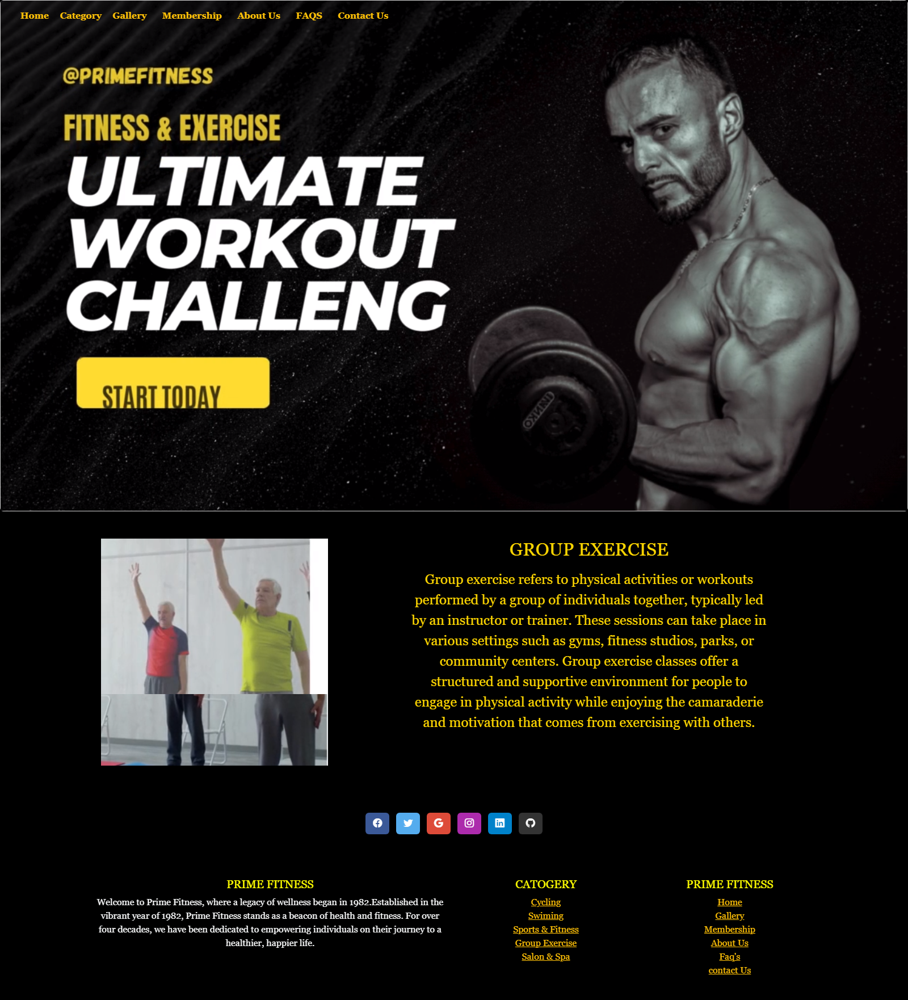 Home Category Gallery Membership About Us FAQS Contact Us
@PRIMEFITNESS
FITNESS & EXERCISE
ULTIMATE
WORKOUT
CHALLENG
START TODAY
IVANKO
GROUP EXERCISE
Group exercise refers to physical activities or workouts
performed by a group of individuals together, typically led
by an instructor or trainer. These sessions can take place in
various settings such as gyms, fitness studios, parks, or
community centers. Group exercise classes offer a
structured and supportive environment for people to
engage in physical activity while enjoying the camaraderie
and motivation that comes from exercising with others.
PRIME FITNESS
Welcome to Prime Fitness, where a legacy of wellness began in 1982.Established in the
vibrant year of 1982, Prime Fitness stands as a beacon of health and fitness. For over
four decades, we have been dedicated to empowering individuals on their journey to a
healthier, happier life.
CATOGERY
Cycling
Swiming
Sports & Fitness
Group Exercise
Salon & Spa
PRIME FITNESS
Home
Gallery
Membership
About Us
Faq's
contact Us